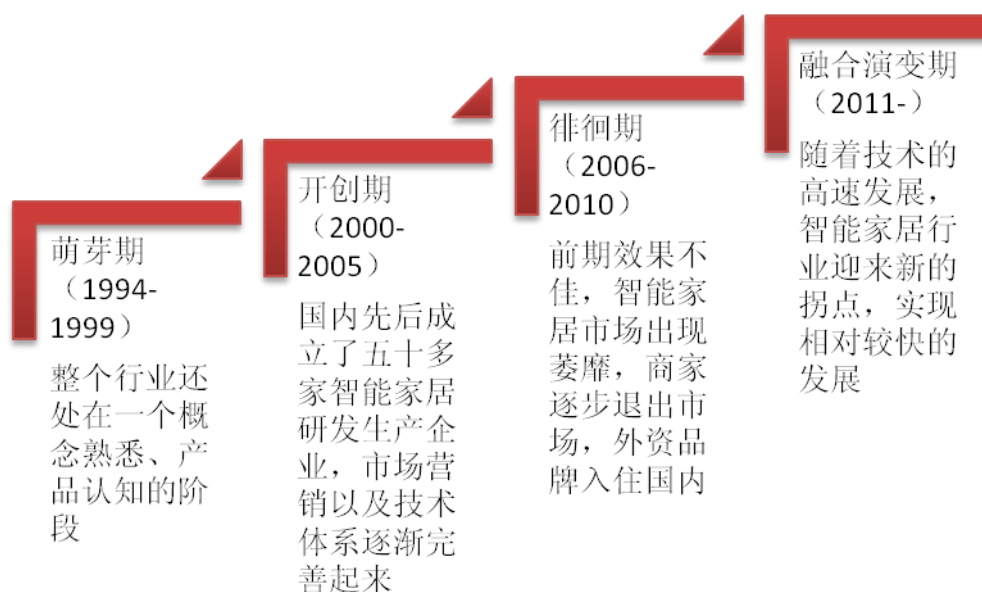 萌芽期
（1994-
1999）
整个行业还
处在一个概
念熟悉、产
品认知的阶
段
开创期
（2000-
2005）
国内先后成
立了五十多
家智能家居
研发生产企
业，市场营
销以及技术
体系逐渐完
善起来
徘徊期
（2006-
2010）
前期效果不
佳，智能家
居市场出现
萎靡，商家
逐步退出市
场，外资品
牌入住国内
融合演变期
（2011-）
随着技术的
高速发展，
智能家居行
业迎来新的
拐点，实现
相对较快的
发展